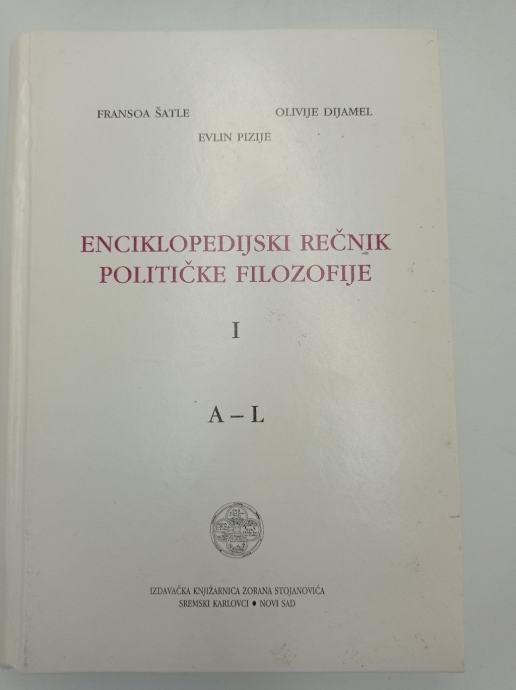 FRANSOA ŠATLE OLIVIJE DIJAMEL
EVLIN PIZIJE
ENCIKLOPEDIJSKI REČNIK
POLITIČKE FILOZOFIJE
I
A – L
IZDAVAČKA KNJIŽARNICA ZORANA STOJANOVIĆA
SREMSKI KARLOVCI • NOVI SAD